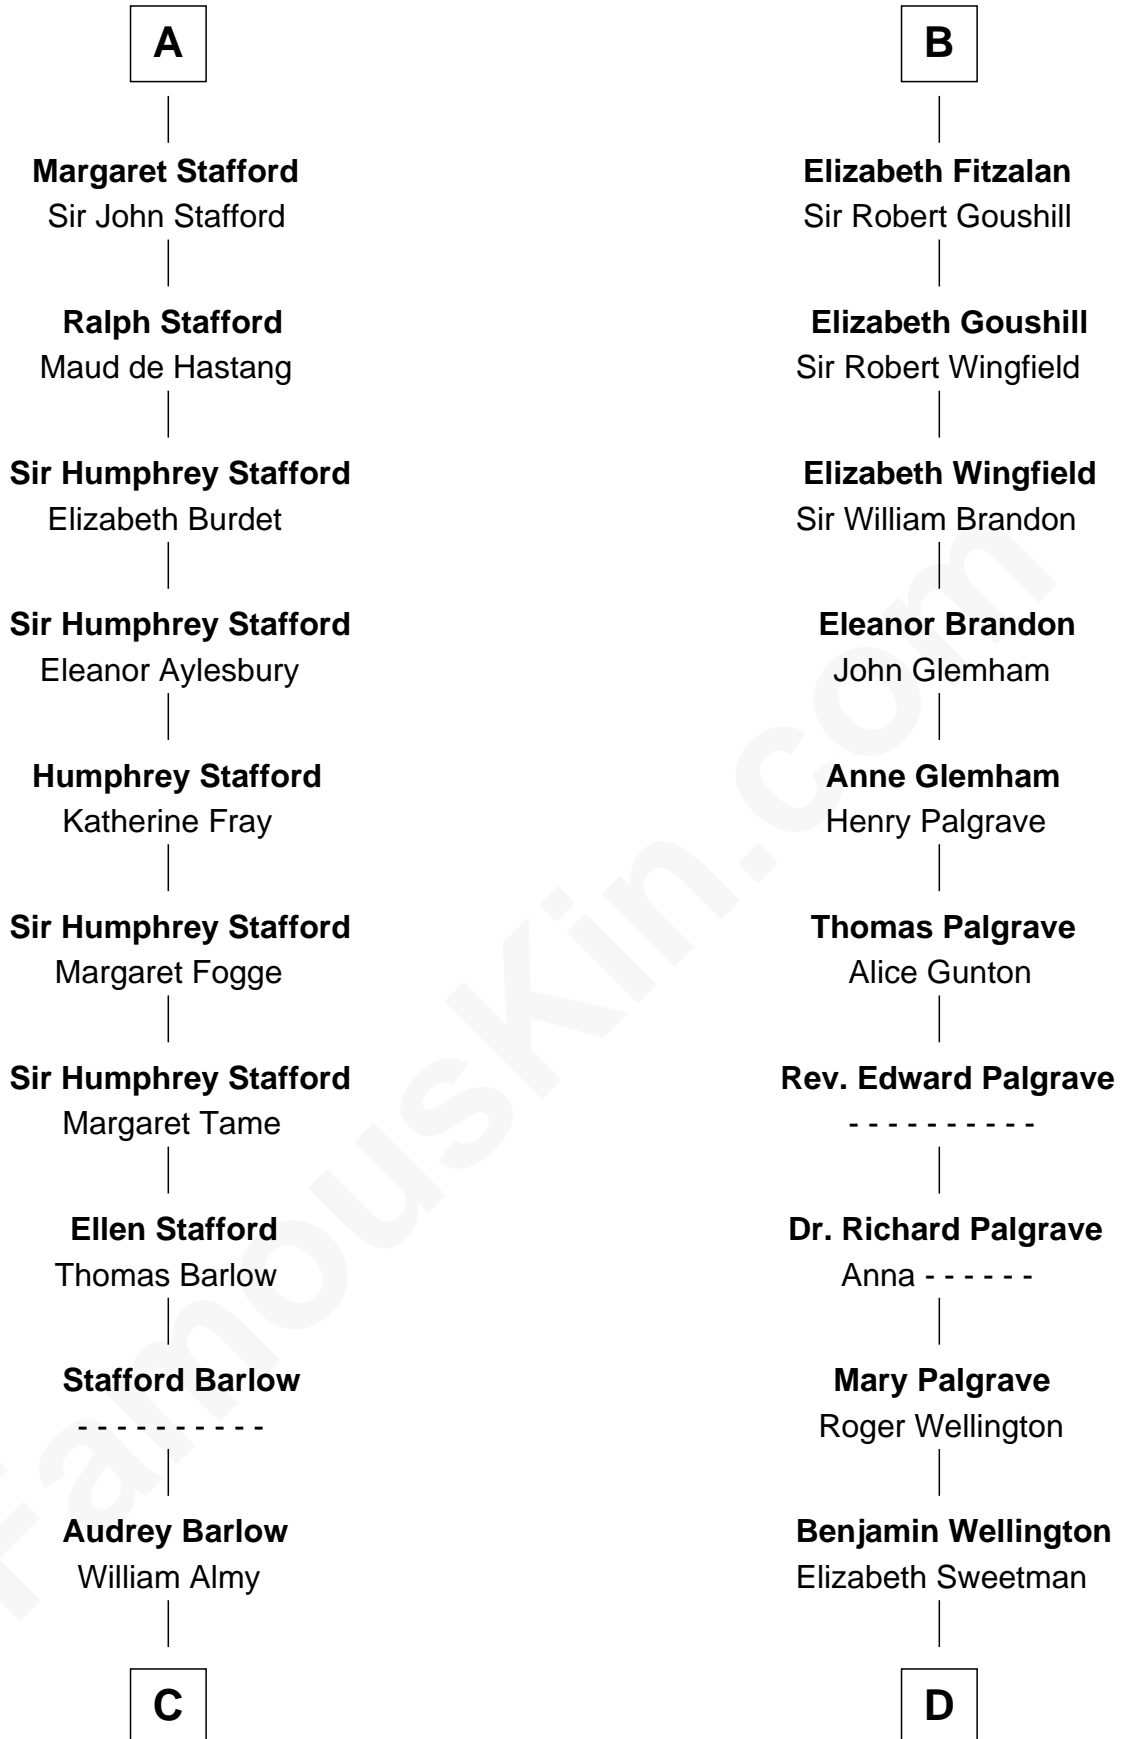 A
Margaret Stafford
Sir John Stafford
Ralph Stafford
Maud de Hastang
Sir Humphrey Stafford
Elizabeth Burdet
Sir Humphrey Stafford
Eleanor Aylesbury
Humphrey Stafford
Katherine Fray
Sir Humphrey Stafford
Margaret Fogge
Sir Humphrey Stafford
Margaret Tame
Ellen Stafford
Thomas Barlow
Stafford Barlow
- - - - - - - - - -
Audrey Barlow
William Almy
C
B
Elizabeth Fitzalan
Sir Robert Goushill
Elizabeth Goushill
Sir Robert Wingfield
Elizabeth Wingfield
Sir William Brandon
Eleanor Brandon
John Glemham
Anne Glemham
Henry Palgrave
Thomas Palgrave
Alice Gunton
Rev. Edward Palgrave
- - - - - - - - - -
Dr. Richard Palgrave
Anna - - - - - -
Mary Palgrave
Roger Wellington
Benjamin Wellington
Elizabeth Sweetman
D
FamousKin.com